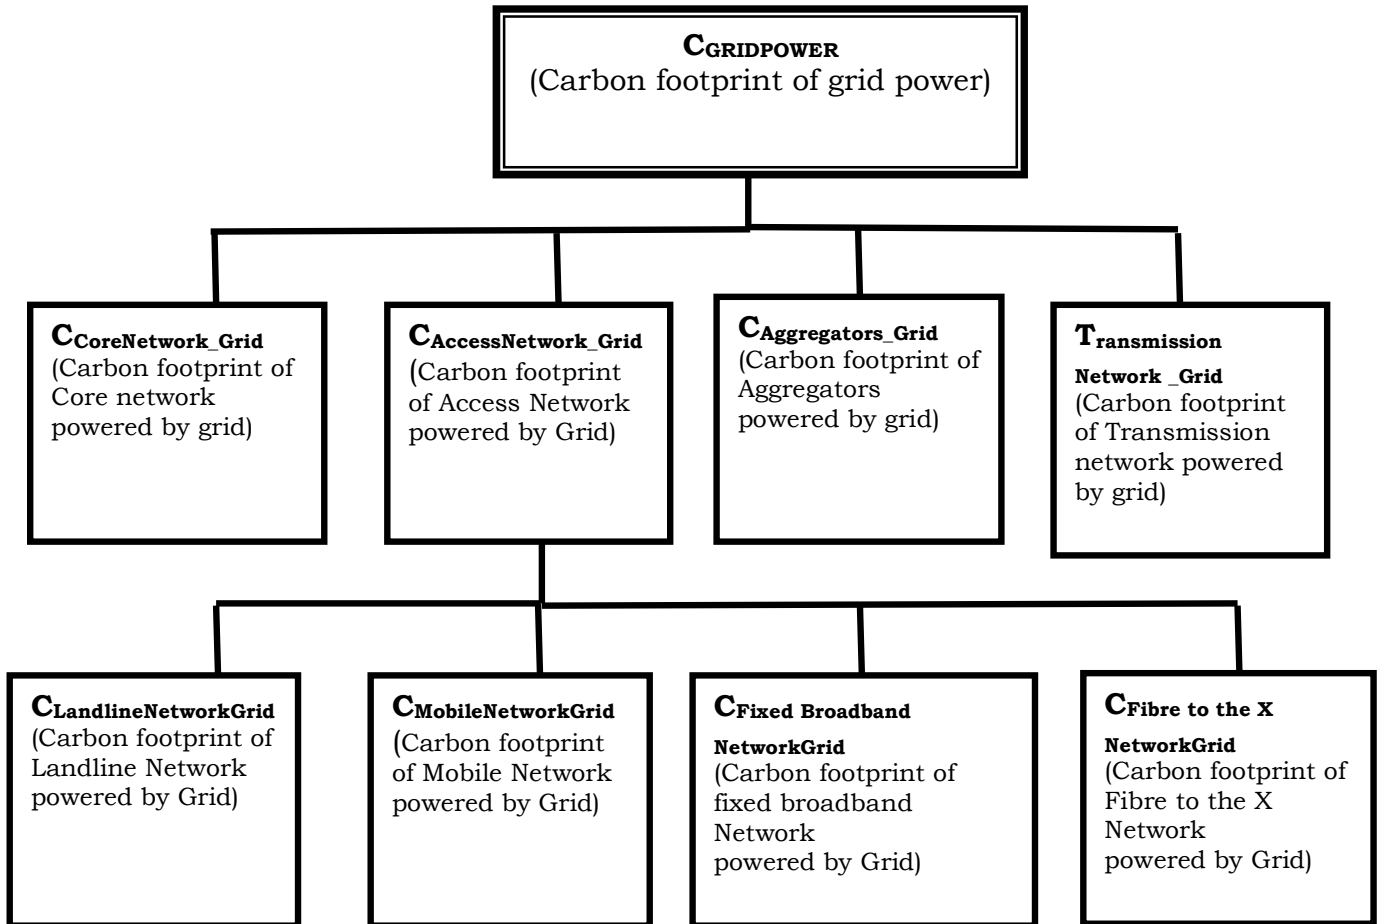 CGRIDPOWER
(Carbon footprint of grid power)
CCoreNetwork_Grid
(Carbon footprint of
Core network
powered by grid)
CAccessNetwork_Grid
(Carbon footprint
of Access Network
powered by Grid)
CAggregators_Grid
(Carbon footprint of
Aggregators
powered by grid)
Transmission
Network _Grid
(Carbon footprint
of Transmission
network powered
by grid)
CLandlineNetworkGrid
(Carbon footprint of
Landline Network
powered by Grid)
CMobileNetworkGrid
(Carbon footprint
of Mobile Network
powered by Grid)
CFixed Broadband
NetworkGrid
(Carbon footprint of
fixed broadband
Network
powered by Grid)
CFibre to the X
NetworkGrid
(Carbon footprint of
Fibre to the X
Network
powered by Grid)